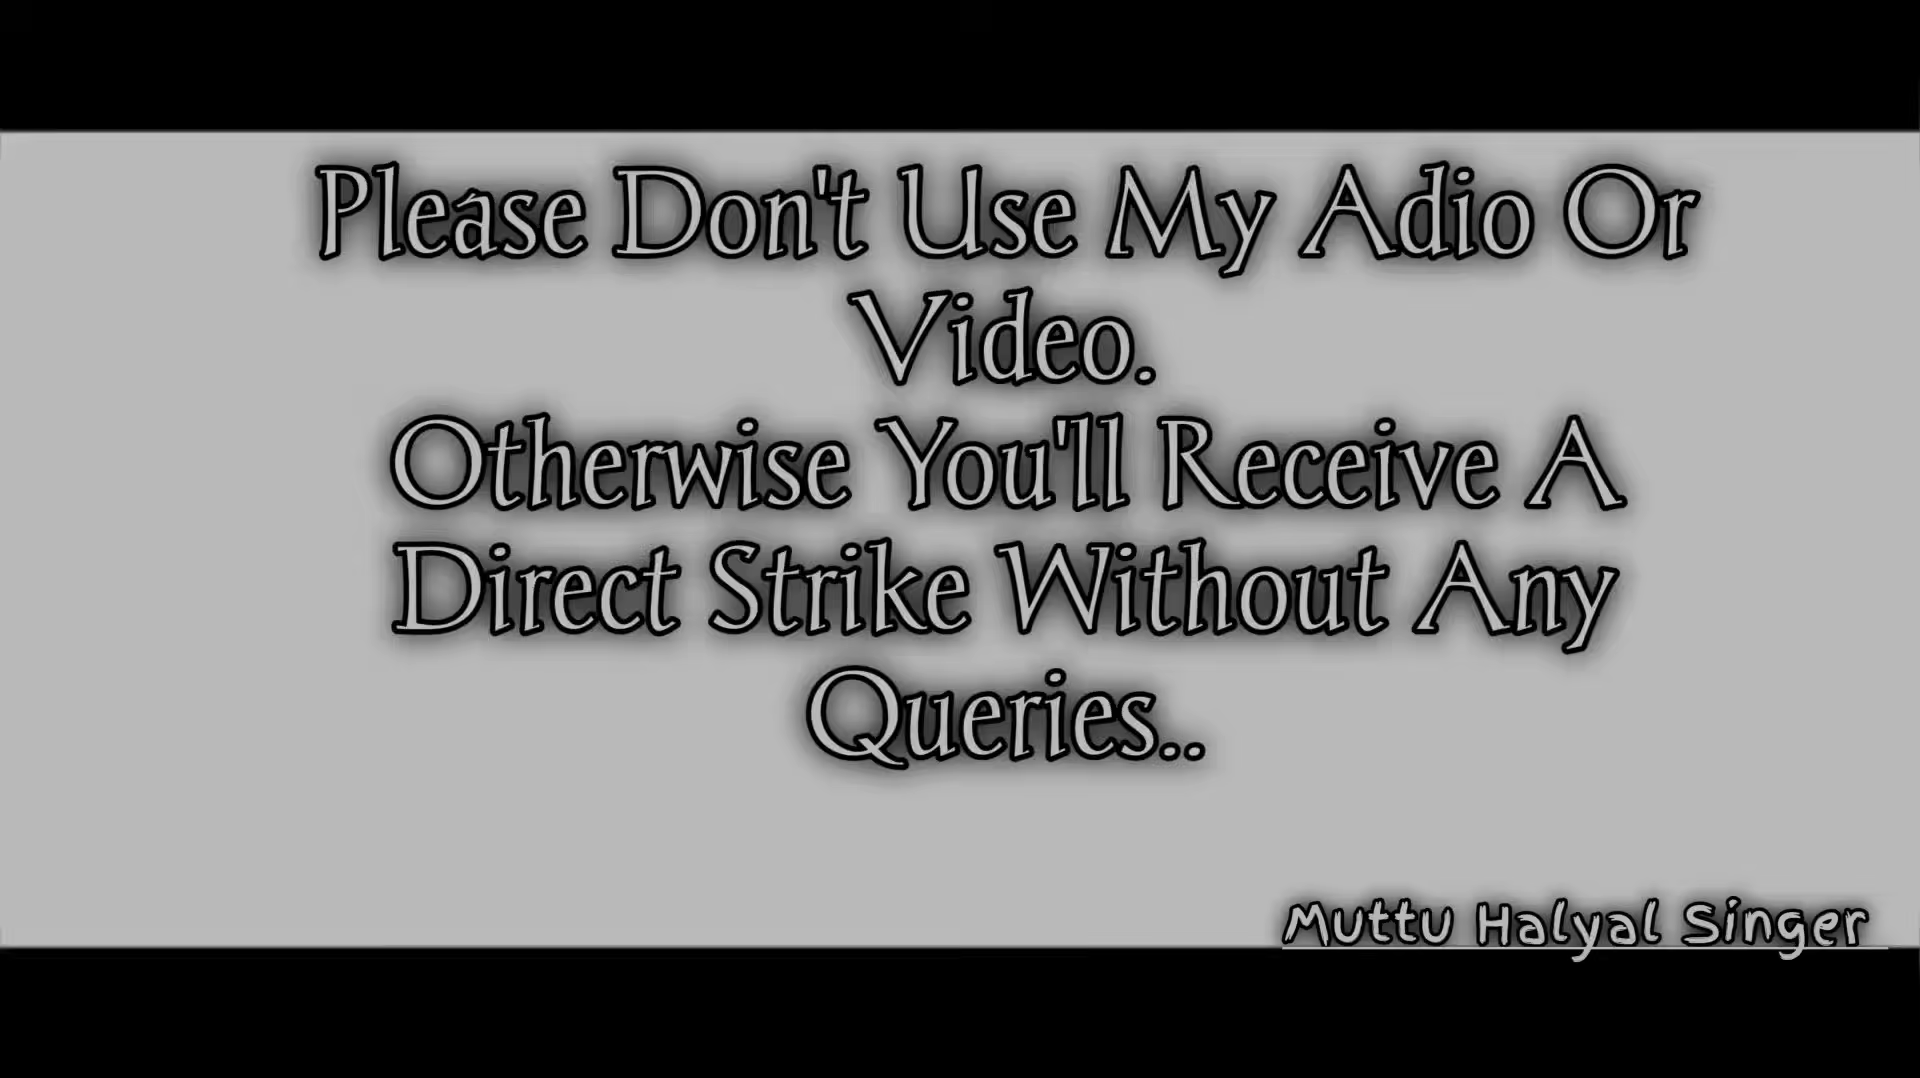 Please Don't Use My Adio Or
Video.
Otherwise You'll Receive A
Direct Strike Without Any
Queries..
Muttu Halyal Singer